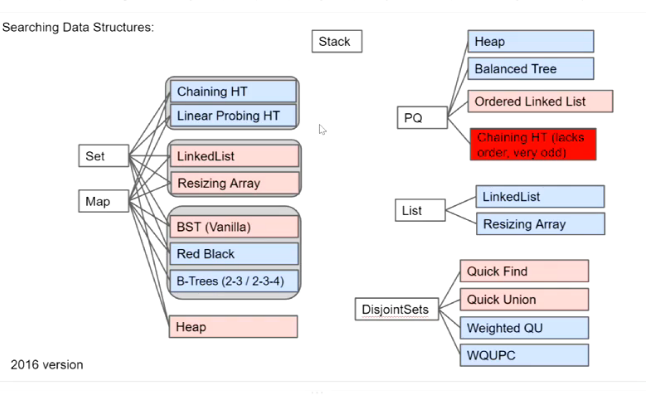 Searching Data Structures:
Stack
Set
Map
Chaining HT
Linear Probing HT
LinkedList
Resizing Array
BST (Vanilla)
Red Black
B-Trees (2-3 / 2-3-4)
Heap
PQ
Heap
Balanced Tree
Ordered Linked List
Chaining HT (lacks
order, very odd)
List
LinkedList
Resizing Array
DisjointSets
Quick Find
Quick Union
Weighted QU
WQUPC
2016 version